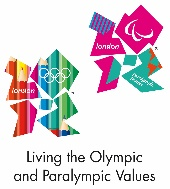 london
london
Living the Olympic
and Paralympic Values